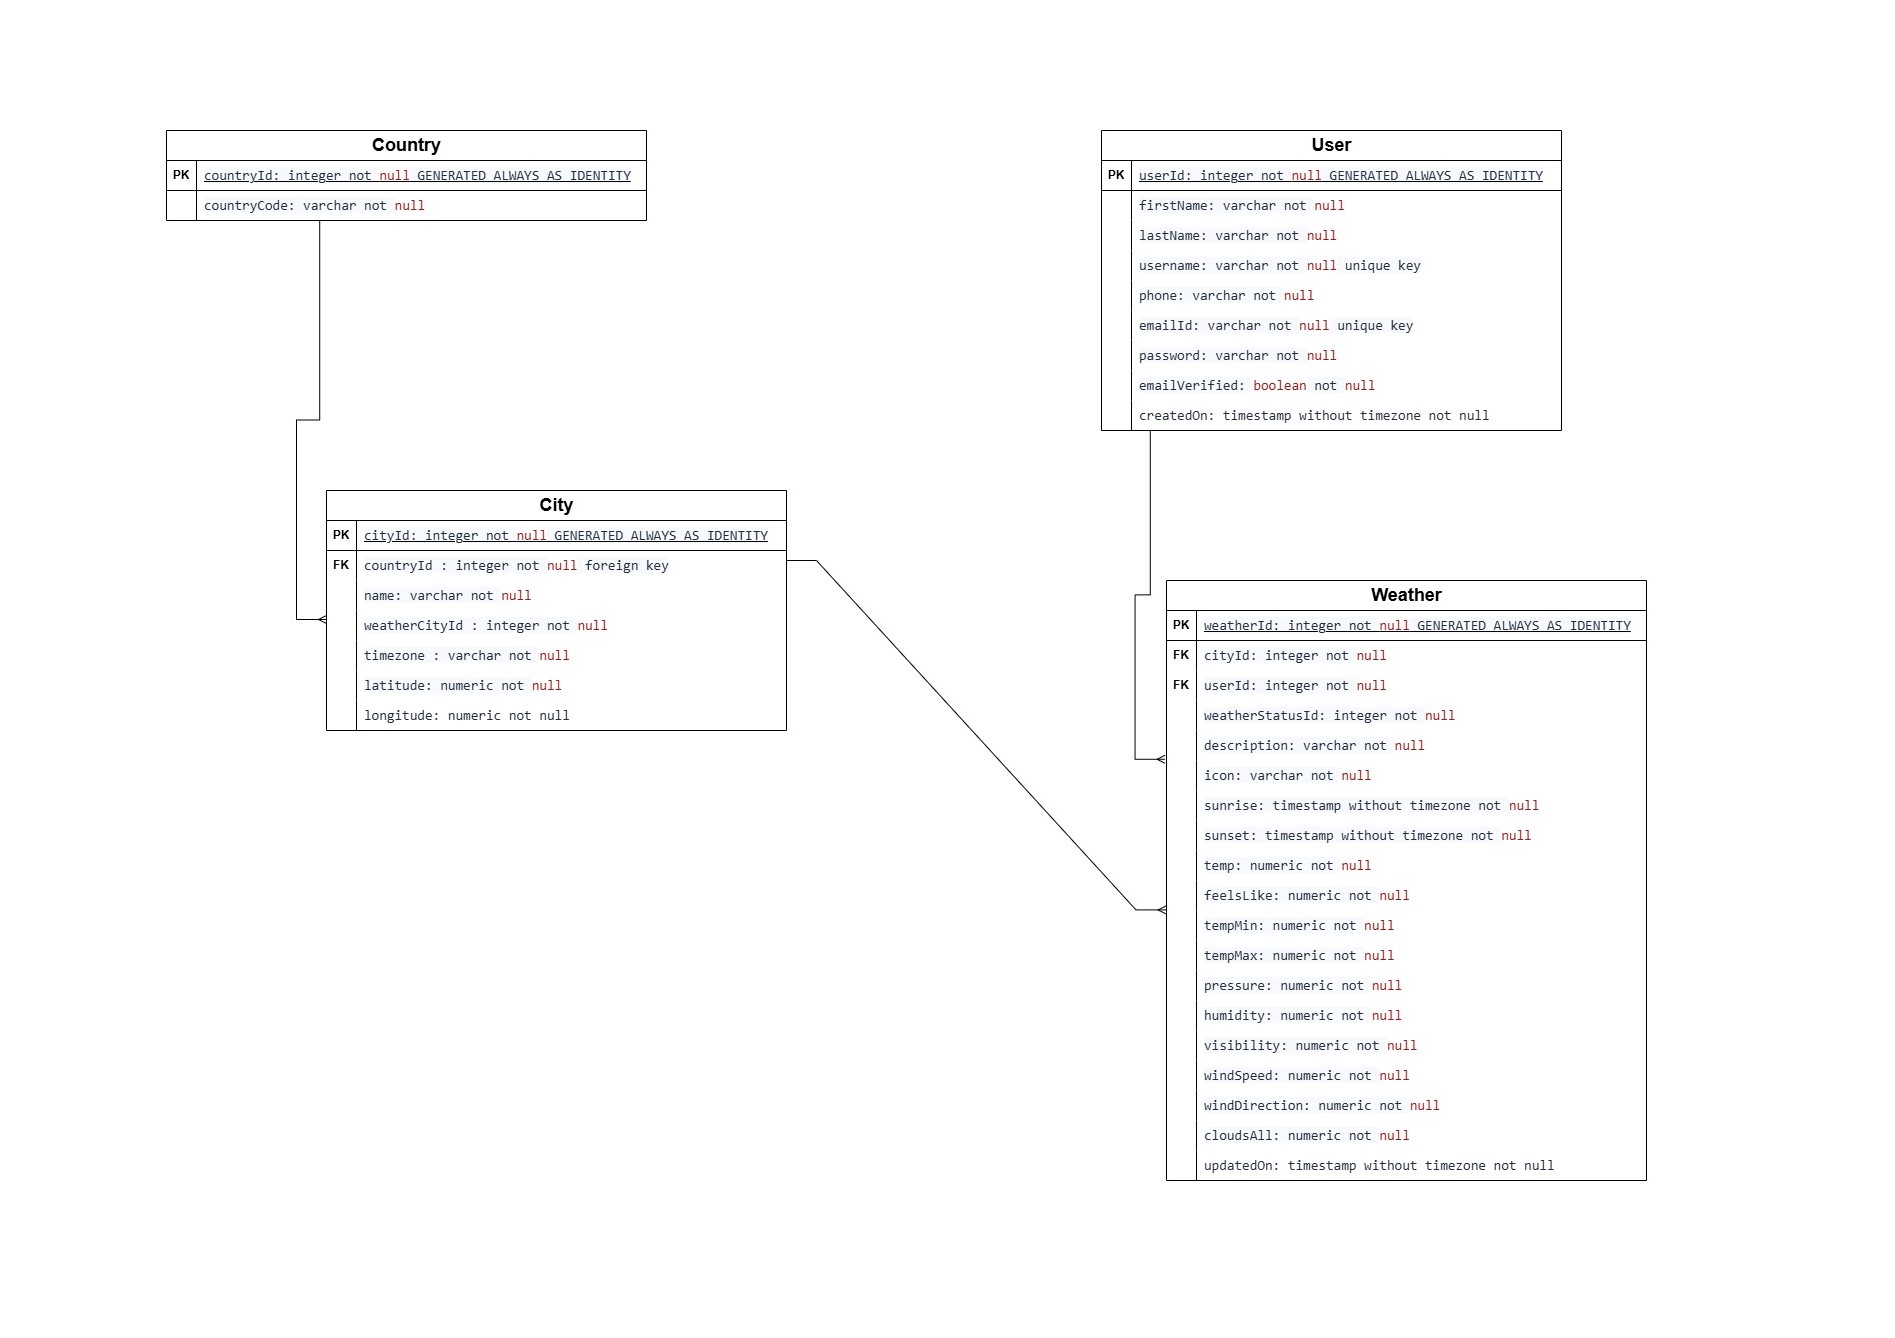 Country
PK countryId: integer not null GENERATED ALWAYS AS IDENTITY
countryCode: varchar not null
User
PK userId: integer not null GENERATED ALWAYS AS IDENTITY
firstName: varchar not null
lastName: varchar not null
username: varchar not null unique key
phone: varchar not null
emailId: varchar not null unique key
password: varchar not null
emailVerified: boolean not null
createdOn: timestamp without timezone not null
City
PK cityId: integer not null GENERATED ALWAYS AS IDENTITY
FK countryId : integer not null foreign key
name: varchar not null
weatherCityId : integer not null
timezone : varchar not null
latitude: numeric not null
longitude: numeric not null
Weather
PK weatherId: integer not null GENERATED ALWAYS AS IDENTITY
FK cityId: integer not null
FK userId: integer not null
weatherStatusId: integer not null
description: varchar not null
icon: varchar not null
sunrise: timestamp without timezone not null
sunset: timestamp without timezone not null
temp: numeric not null
feelsLike: numeric not null
tempMin: numeric not null
tempMax: numeric not null
pressure: numeric not null
humidity: numeric not null
visibility: numeric not null
windSpeed: numeric not null
windDirection: numeric not null
cloudsAll: numeric not null
updatedOn: timestamp without timezone not null